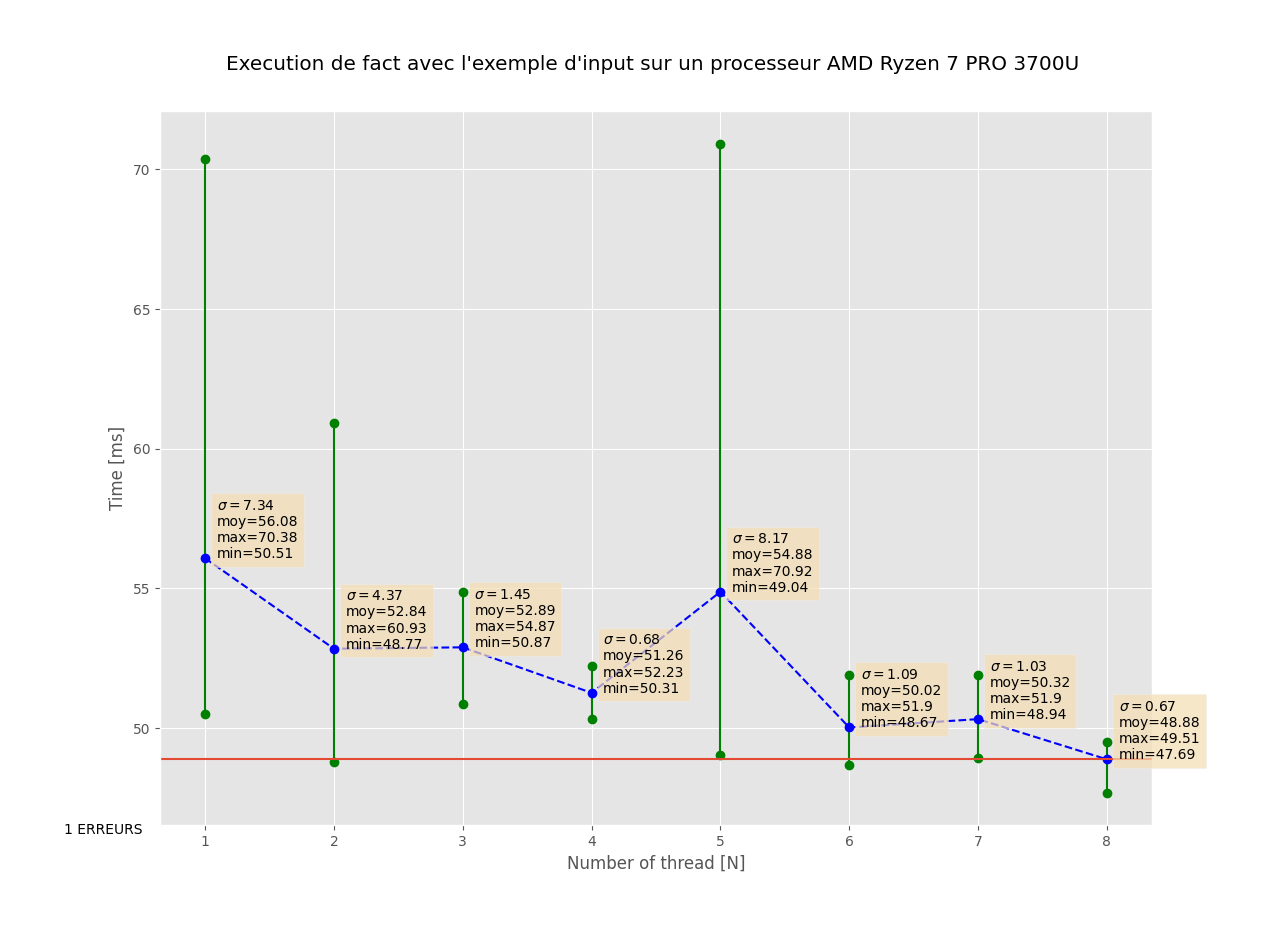 Execution de fact avec l'exemple d'input sur un processeur AMD Ryzen 7 PRO 3700U
Time [ms]
70
65
60
55
50
σ = 7.34
moy=56.08
max=70.38
min=50.51
σ = 4.37
moy=52.84
max=60.93
min=48.77
σ = 1.45
moy=52.89
max=54.87
min=50.87
σ = 0.68
moy=51.26
max=52.23
min=50.31
σ = 8.17
moy=54.88
max=70.92
min=49.04
σ = 1.09
moy=50.02
max=51.9
min=48.67
σ = 1.03
moy=50.32
max=51.9
min=48.94
σ = 0.67
moy=48.88
max=49.51
min=47.69
1 ERREURS
1 2 3 4 5 6 7 8
Number of thread [N]